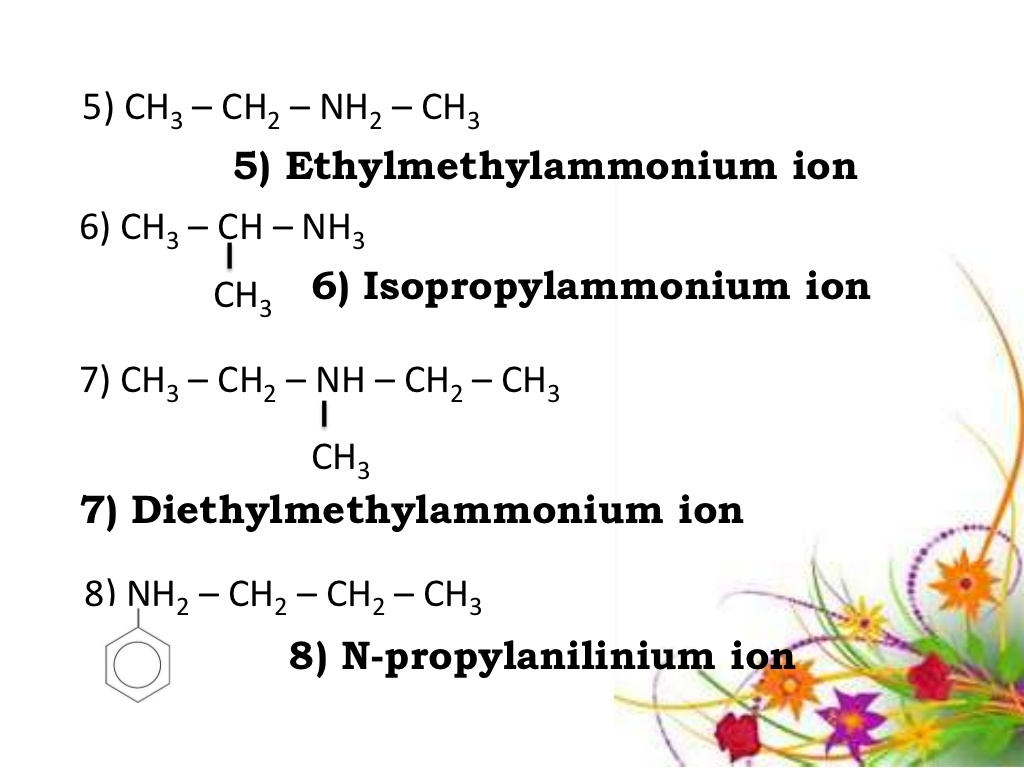 5) CH₃ – CH₂ – NH₂ – CH₃
5) Ethylmethylammonium ion
6) CH₃ – CH – NH₃
CH₃
6) Isopropylammonium ion
7) CH₃ – CH₂ – NH – CH₂ – CH₃
CH₃
7) Diethylmethylammonium ion
8) NH₂ – CH₂ – CH₂ – CH₃
8) N-propylanilinium ion